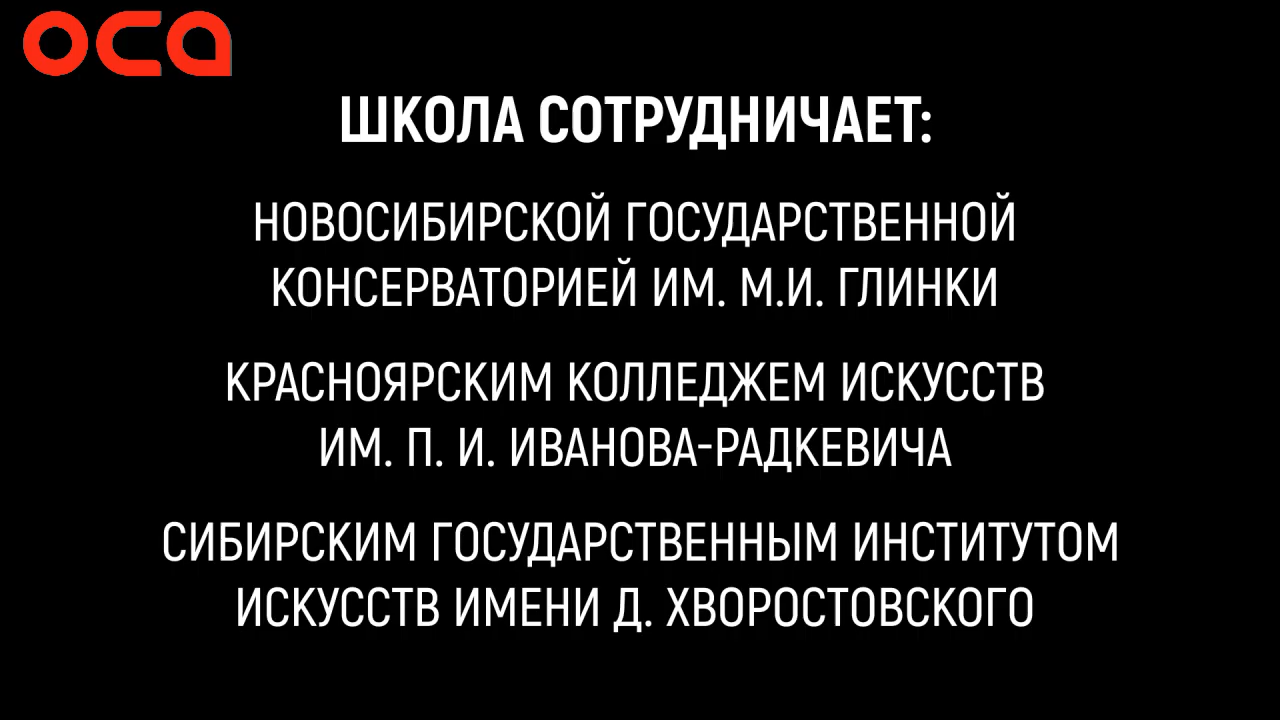 оса
ШКОЛА СОТРУДНИЧАЕТ:
НОВОСИБИРСКОЙ ГОСУДАРСТВЕННОЙ
КОНСЕРВАТОРИЕЙ ИМ. М.И. ГЛИНКИ
КРАСНОЯРСКИМ КОЛЛЕДЖЕМ ИСКУССТВ
ИМ. П. И. ИВАНОВА-РАДКЕВИЧА
СИБИРСКИМ ГОСУДАРСТВЕННЫМ ИНСТИТУТОМ
ИСКУССТВ ИМЕНИ Д. ХВОРОСТОВСКОГО